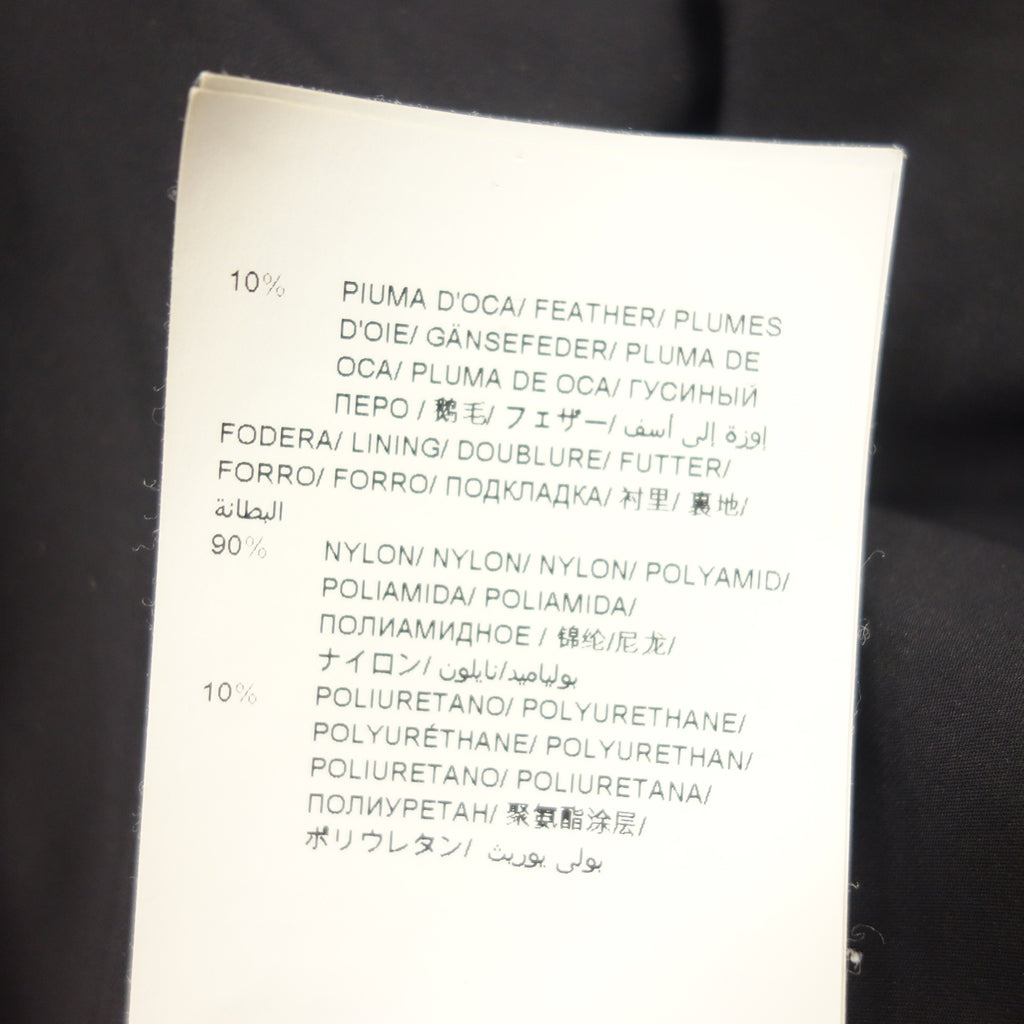 10% PIUMA D'OCA/ FEATHER/ PLUMES
D'OIE/ GÄNSEFEDER/ PLUMA DE
OCA/ PLUMA DE OCA/ ГУСИНЫЙ
ПЕРО / 鹅毛/ フェザー/ إوزة إلى أسف
FODERA/ LINING/ DOUBLURE/ FUTTER/
FORRO/ FORRO/ ПОДКЛАДКА/ 衬里/ 裏地/
البطانة
90% NYLON/ NYLON/ NYLON/ POLYAMID/
POLIAMIDA/ POLIAMIDA/
ПОЛИАМИДНОЕ / 锦纶/尼龙/
ナイロン/ بولياميد/نايلون
10% POLIURETANO/ POLYURETHANE/
POLYURÉTHANE/ POLYURETHAN/
POLIURETANO/ POLIURETANA/
ПОЛИУРЕТАН/ 聚氨酯涂层/
ポリウレタン/ بولي يوريث